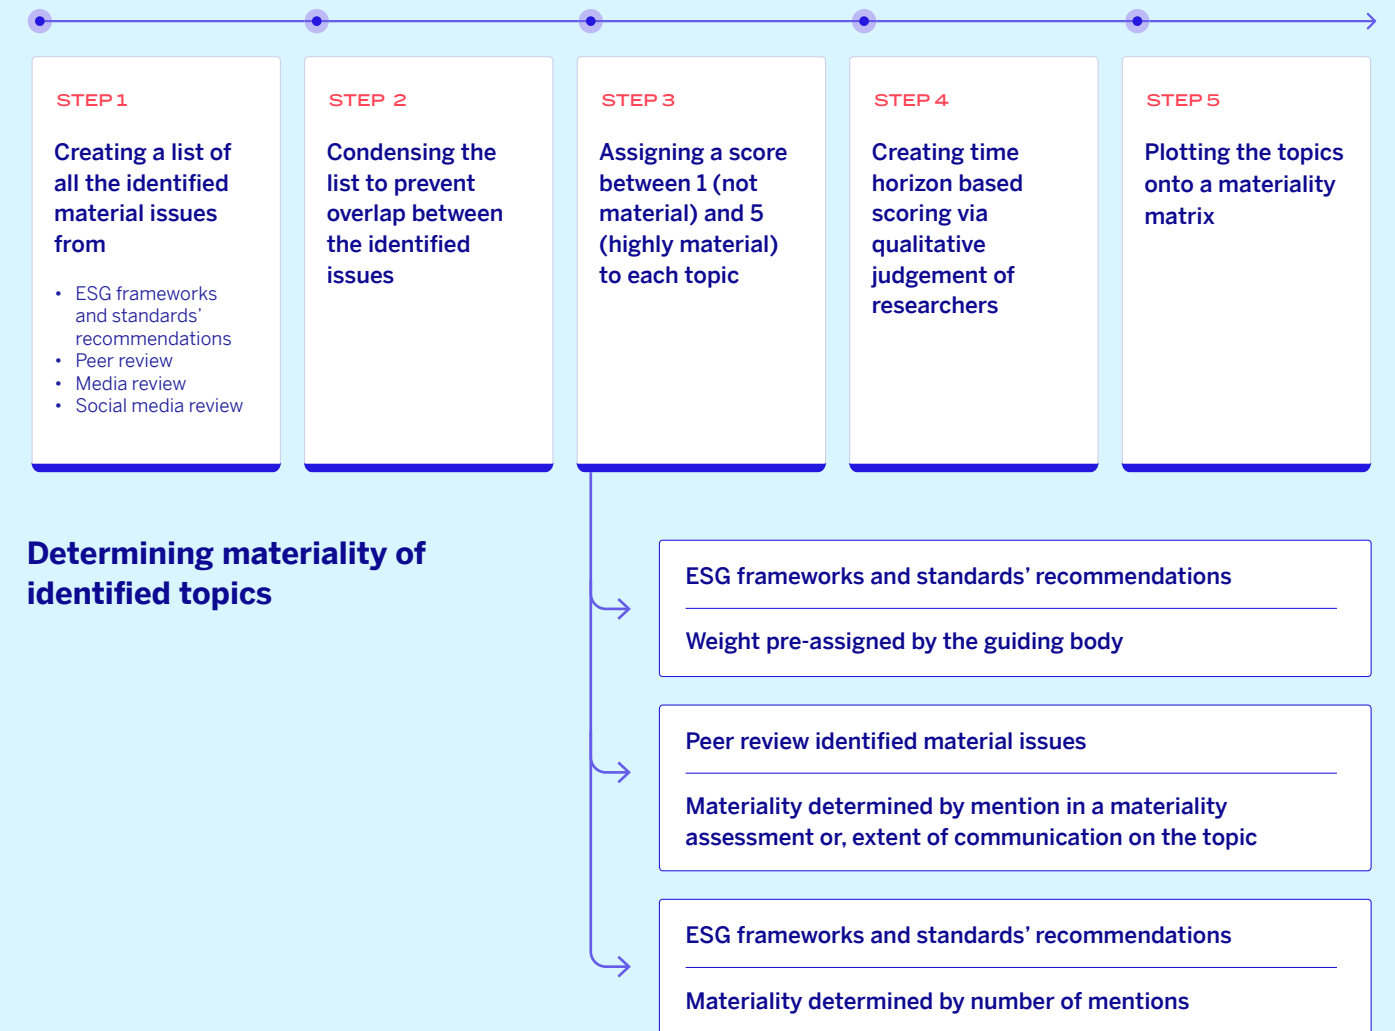 STEP 1
Creating a list of
all the identified
material issues
from
• ESG frameworks
and standards’
recommendations
• Peer review
• Media review
• Social media review
STEP 2
Condensing the
list to prevent
overlap between
the identified
issues
STEP 3
Assigning a score
between 1 (not
material) and 5
(highly material)
to each topic
STEP 4
Creating time
horizon based
scoring via
qualitative
judgement of
researchers
STEP 5
Plotting the topics
onto a materiality
matrix
Determining materiality of
identified topics
ESG frameworks and standards’ recommendations
Weight pre-assigned by the guiding body
Peer review identified material issues
Materiality determined by mention in a materiality
assessment or, extent of communication on the topic
ESG frameworks and standards’ recommendations
Materiality determined by number of mentions